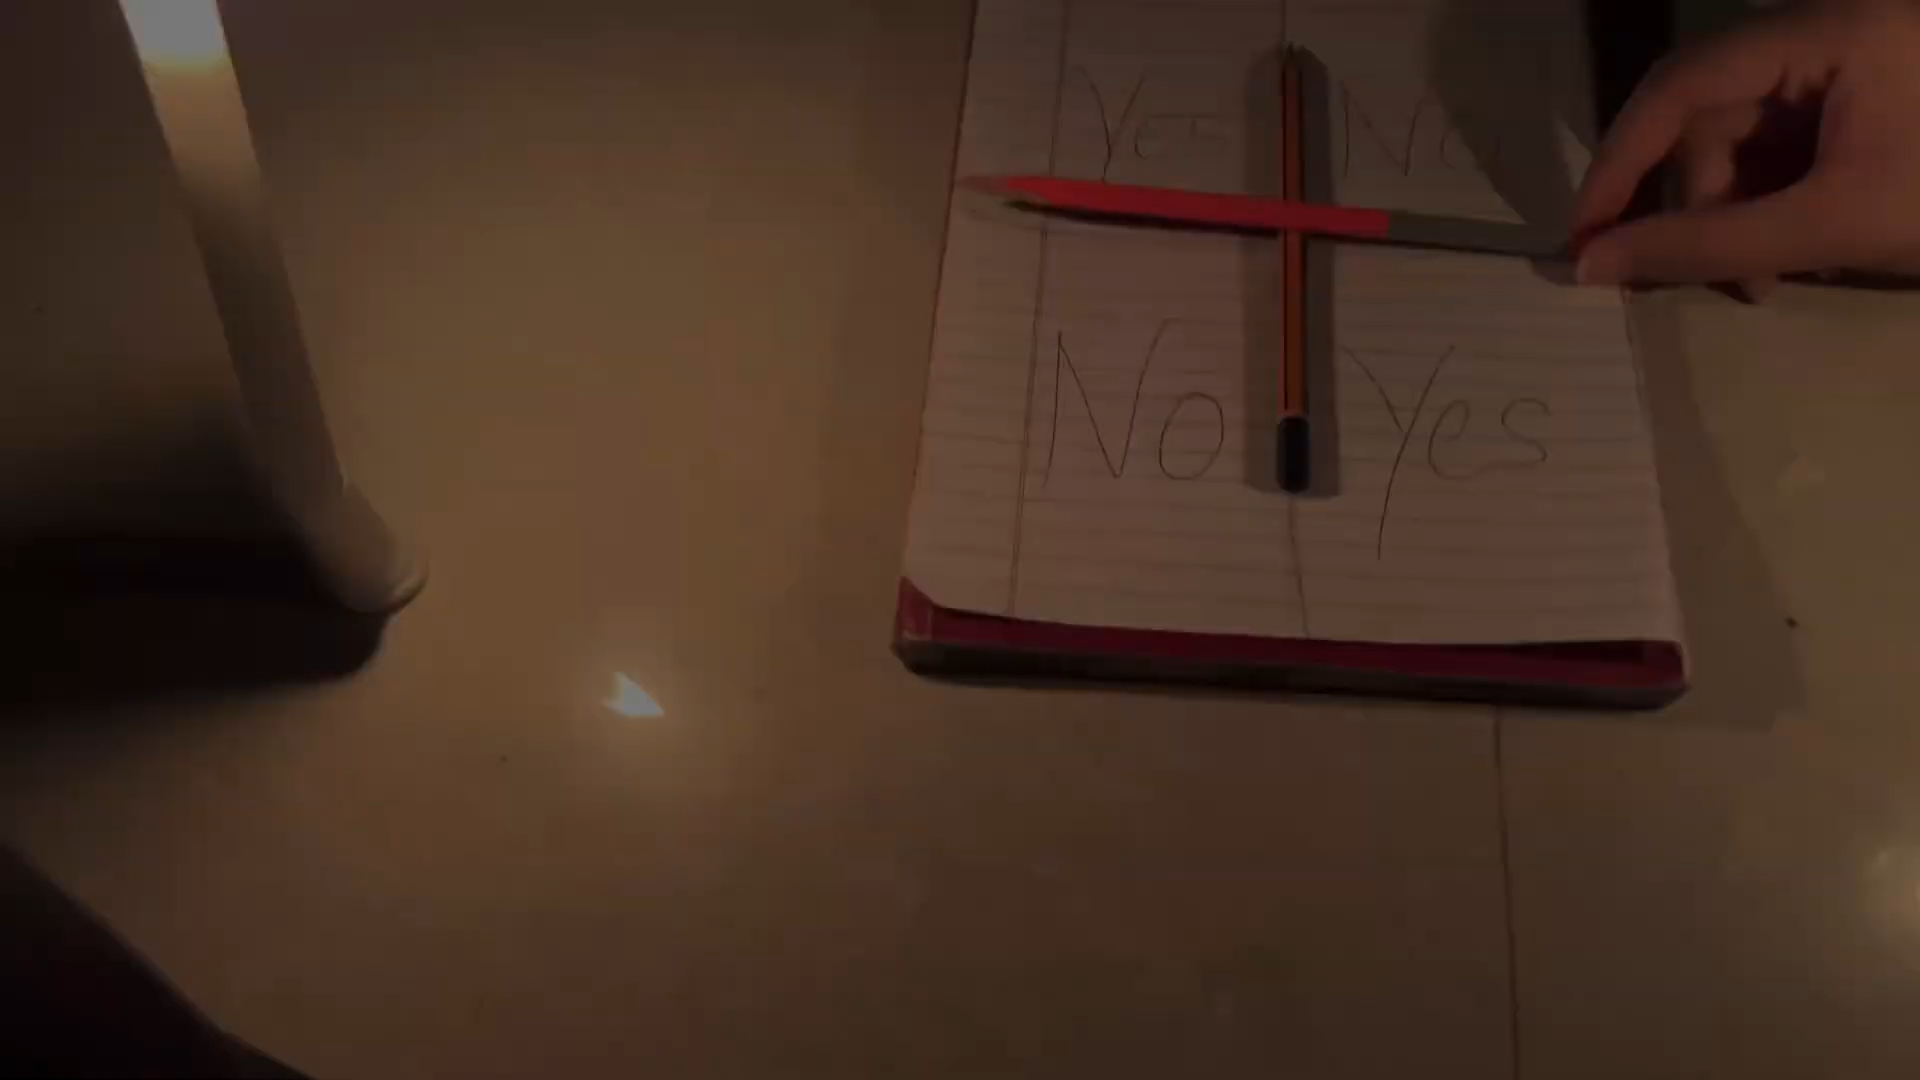 Yes No
No Yes